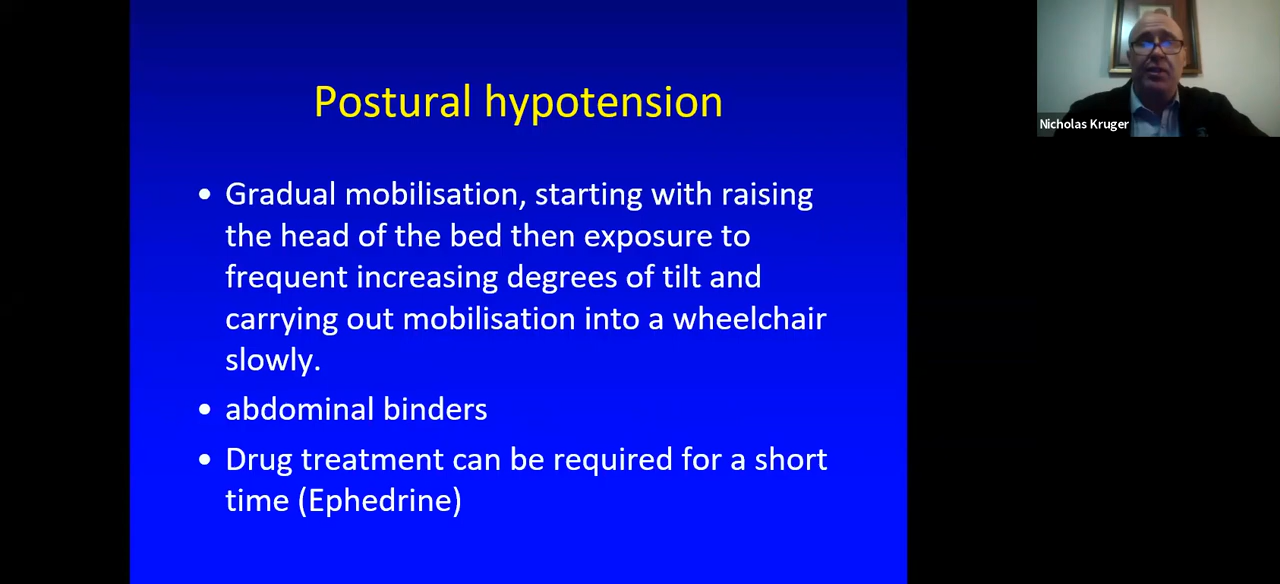 Postural hypotension
• Gradual mobilisation, starting with raising
the head of the bed then exposure to
frequent increasing degrees of tilt and
carrying out mobilisation into a wheelchair
slowly.
• abdominal binders
• Drug treatment can be required for a short
time (Ephedrine)
Nicholas Kruger